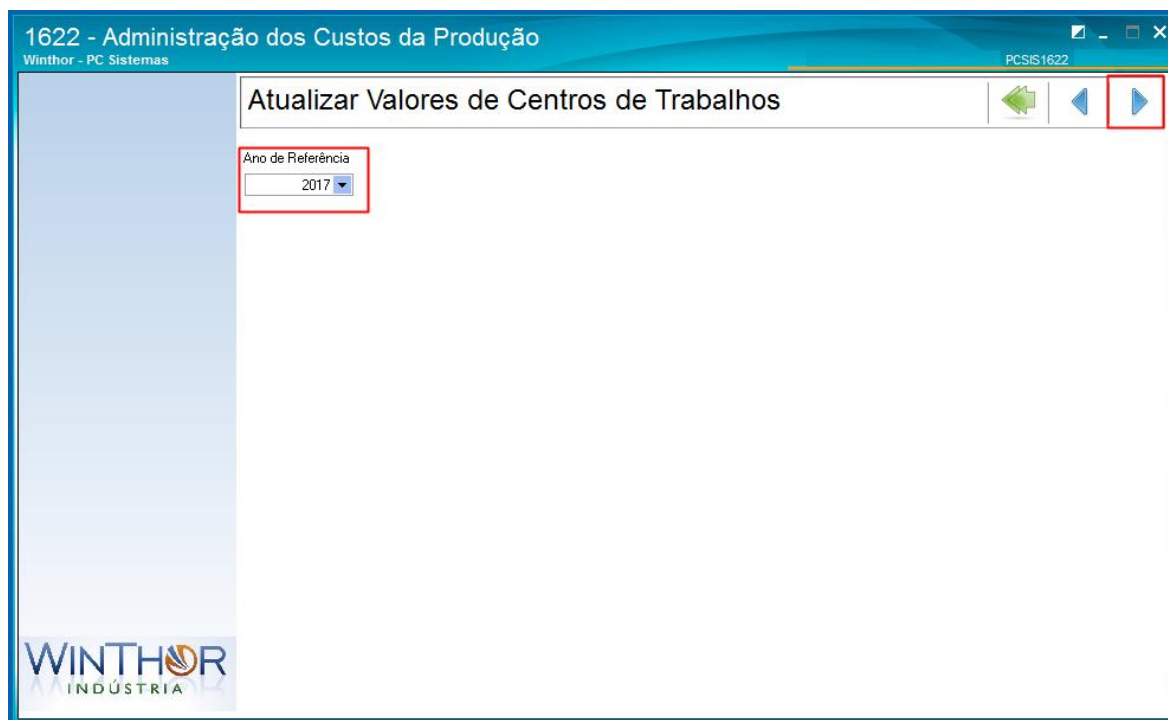 1622 - Administração dos Custos da Produção
Winthor - PC Sistemas
PCSIS1622
Atualizar Valores de Centros de Trabalhos
Ano de Referência
2017
WINTHOR
INDÚSTRIA